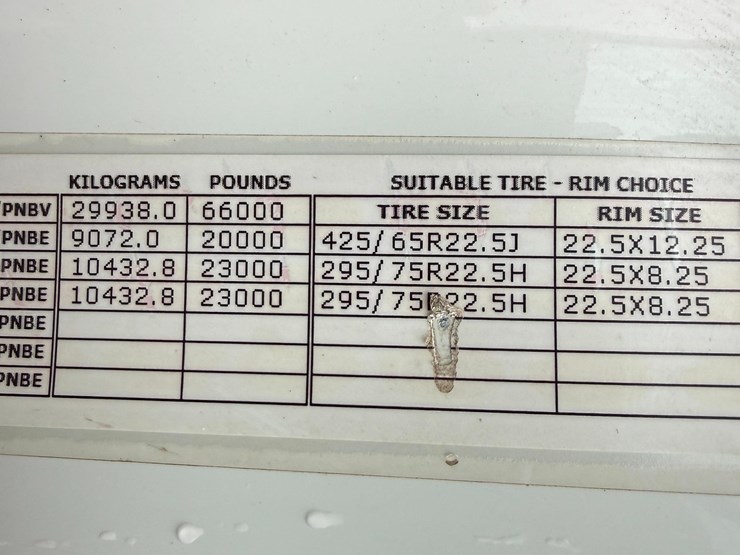 KILOGRAMS POUNDS SUITABLE TIRE - RIM CHOICE
PNBV 29938.0 66000 TIRE SIZE RIM SIZE
PNBE 9072.0 20000 425/65R22.5J 22.5X12.25
PNBE 10432.8 23000 295/75R22.5H 22.5X8.25
PNBE 10432.8 23000 295/75R22.5H 22.5X8.25
PNBE
PNBE
PNBE